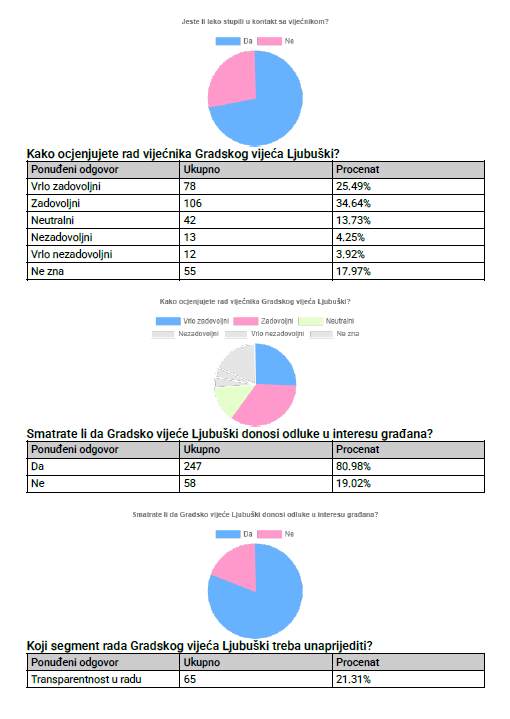 Jeste li lako stupili u kontakt sa vijećnikom?
Da Ne
Kako ocjenjujete rad vijećnika Gradskog vijeća Ljubuški?
Ponuđeni odgovor Ukupno Procenat
Vrlo zadovoljni 78 25.49%
Zadovoljni 106 34.64%
Neutralni 42 13.73%
Nezadovoljni 13 4.25%
Vrlo nezadovoljni 12 3.92%
Ne zna 55 17.97%
Kako ocjenjujete rad vijećnika Gradskog vijeća Ljubuški?
Vrlo zadovoljni Zadovoljni Neutralni
Nezadovoljni Vrlo nezadovoljni Ne zna
Smatrate li da Gradsko vijeće Ljubuški donosi odluke u interesu građana?
Ponuđeni odgovor Ukupno Procenat
Da 247 80.98%
Ne 58 19.02%
Smatrate li da Gradsko vijeće Ljubuški donosi odluke u interesu građana?
Da Ne
Koji segment rada Gradskog vijeća Ljubuški treba unaprijediti?
Ponuđeni odgovor Ukupno Procenat
Transparentnost u radu 65 21.31%